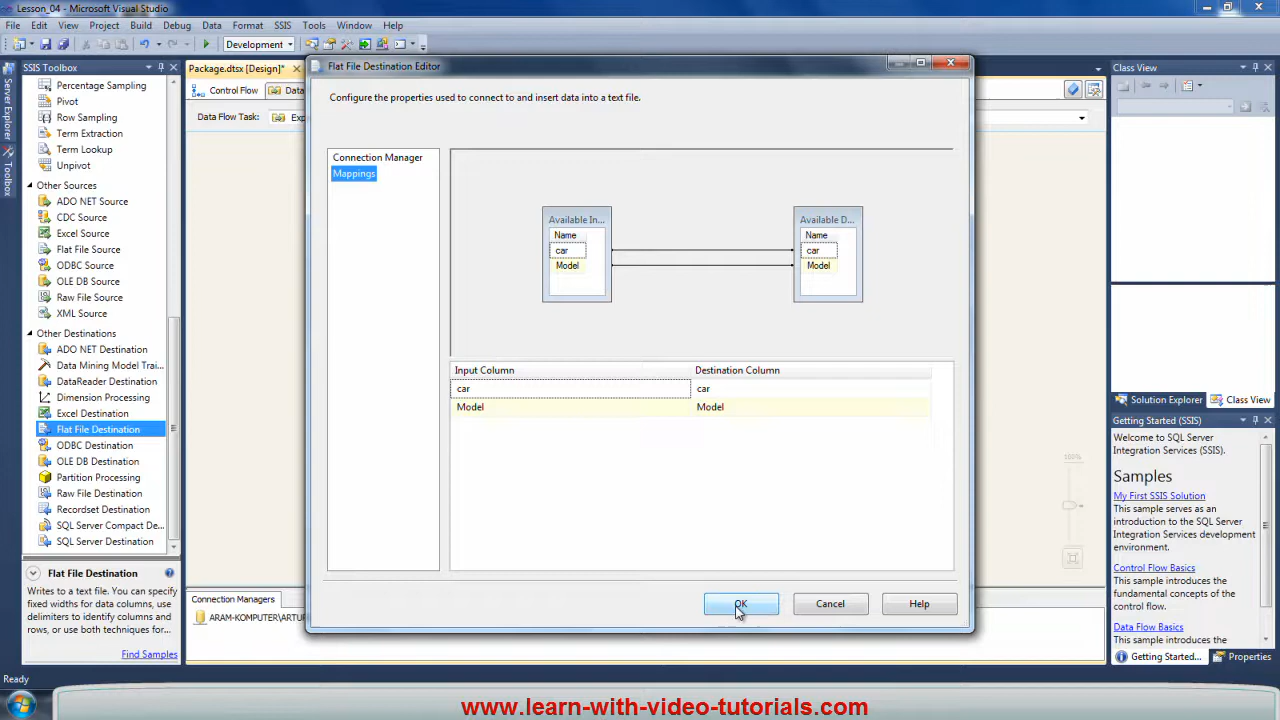 Lesson_04 - Microsoft Visual Studio
File Edit View Project Build Debug Data Format SSIS Tools Window Help
Development
SSIS Toolbox
Percentage Sampling
Pivot
Row Sampling
Term Extraction
Term Lookup
Unpivot
Other Sources
ADO NET Source
CDC Source
Excel Source
Flat File Source
ODBC Source
OLE DB Source
Raw File Source
XML Source
Other Destinations
ADO NET Destination
Data Mining Model Trai...
DataReader Destination
Dimension Processing
Excel Destination
Flat File Destination
ODBC Destination
OLE DB Destination
Partition Processing
Raw File Destination
Recordset Destination
SQL Server Compact De...
SQL Server Destination
Flat File Destination
Writes to a text file. You can specify
fixed widths for data columns, use
delimiters to identify columns and
rows, or use both techniques for...
Find Samples
Server Explorer
Toolbox
Package.dtsx [Design]*
Control Flow
Data
Data Flow Task:
Exp
Flat File Destination Editor
Configure the properties used to connect to and insert data into a text file.
Connection Manager
Mappings
Available In...
Name
car
Model
Available D...
Name
car
Model
Input Column Destination Column
car car
Model Model
OK Cancel Help
Connection Managers
ARAM-KOMPUTER\ARTUR
100%
Class View
<Search>
Solution Explorer
Class View
Getting Started (SSIS)
Welcome to SQL Server
Integration Services (SSIS).
Samples
My First SSIS Solution
This sample serves as an
introduction to the SQL Server
Integration Services development
environment.
Control Flow Basics
This sample introduces the
fundamental concepts of the
control flow.
Data Flow Basics
This sample introduces the
Getting Started...
Properties
Ready
www.learn-with-video-tutorials.com